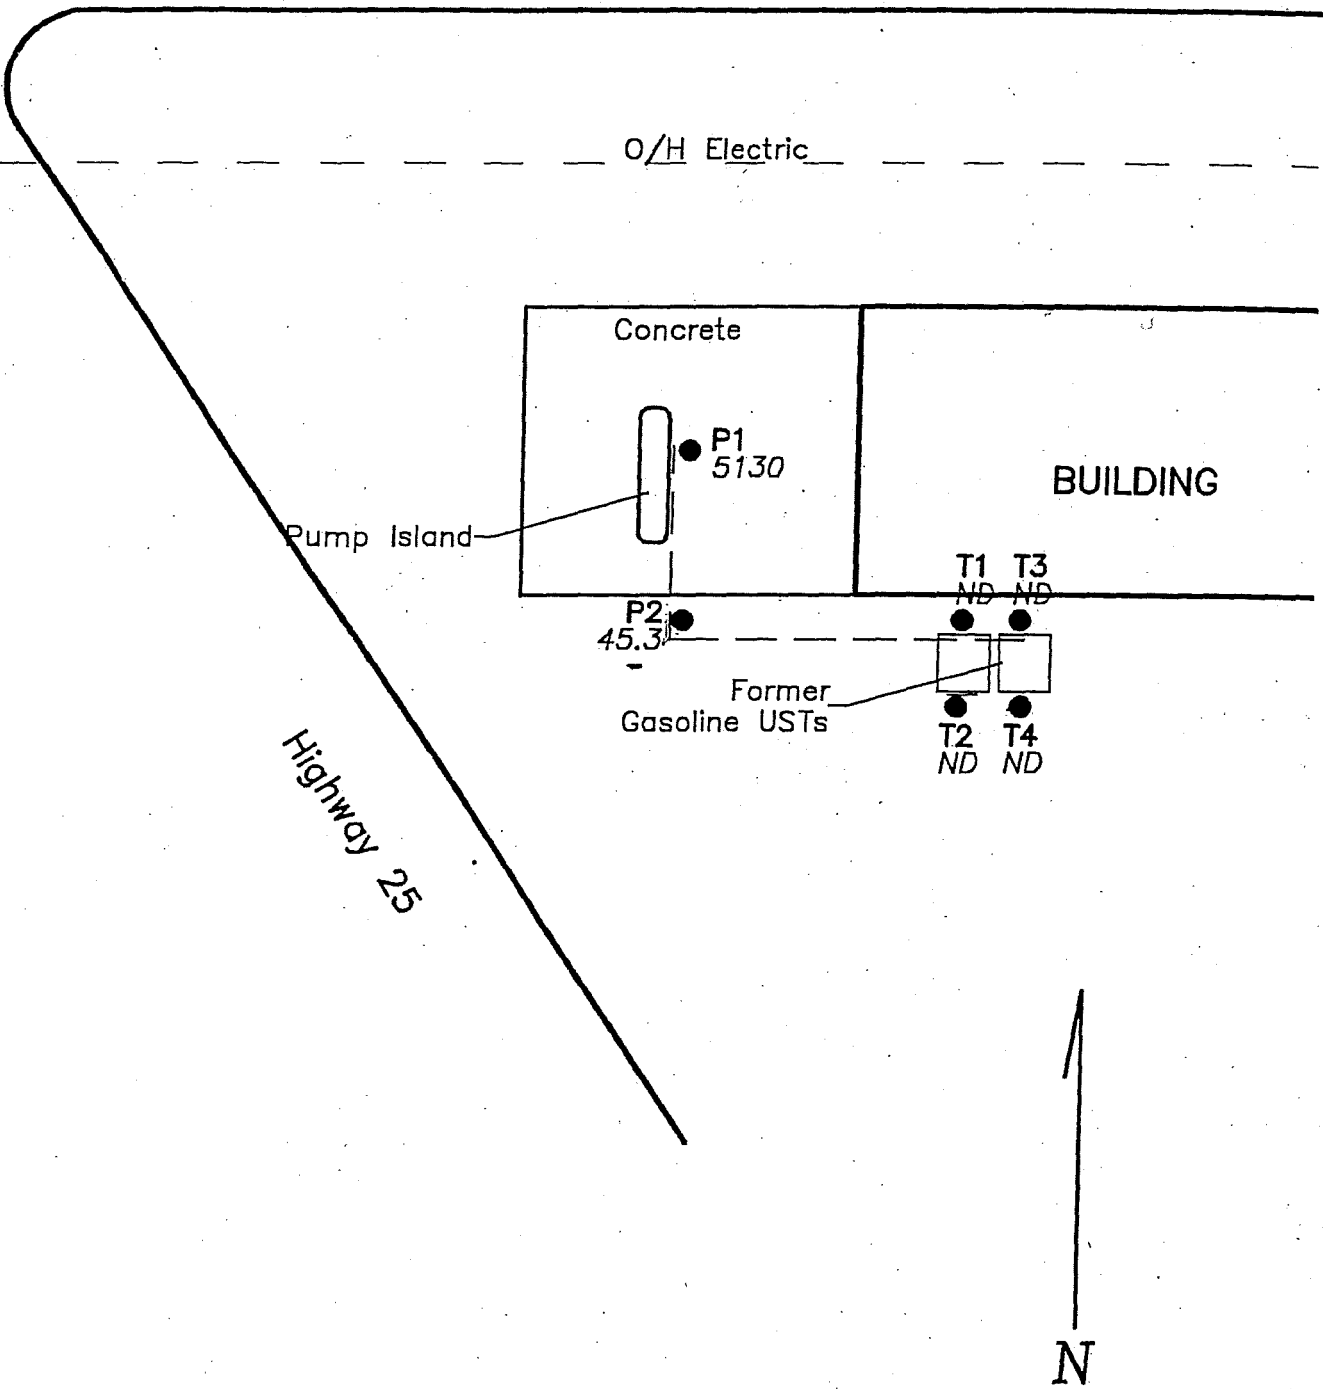 O/H Electric
Concrete
P1
5130
BUILDING
Pump Island
T1 T3
ND ND
P2
45.3
Former
Gasoline USTs
T2 T4
ND ND
Highway 25
N